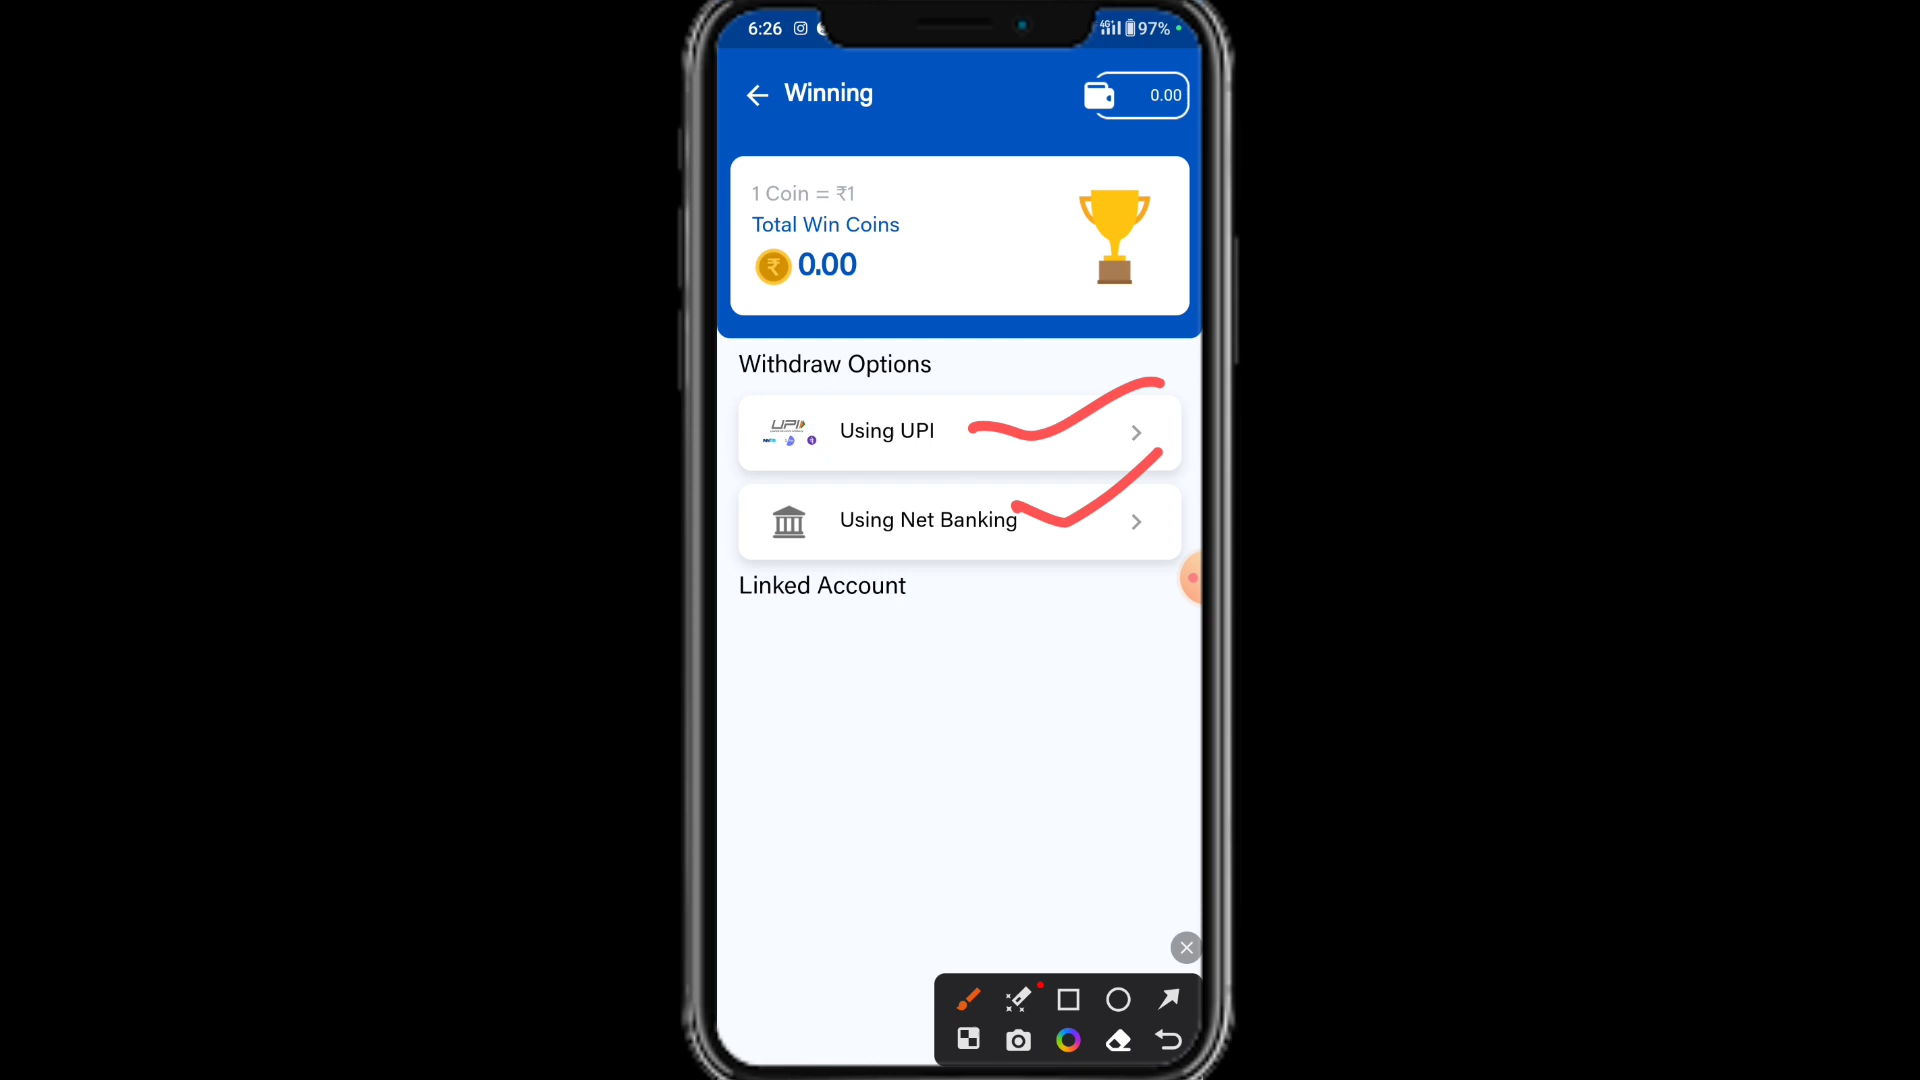 6:26
4G+ 97%
Winning
0.00
1 Coin = ₹1
Total Win Coins
₹ 0.00
Withdraw Options
UPI
Using UPI
Using Net Banking
Linked Account